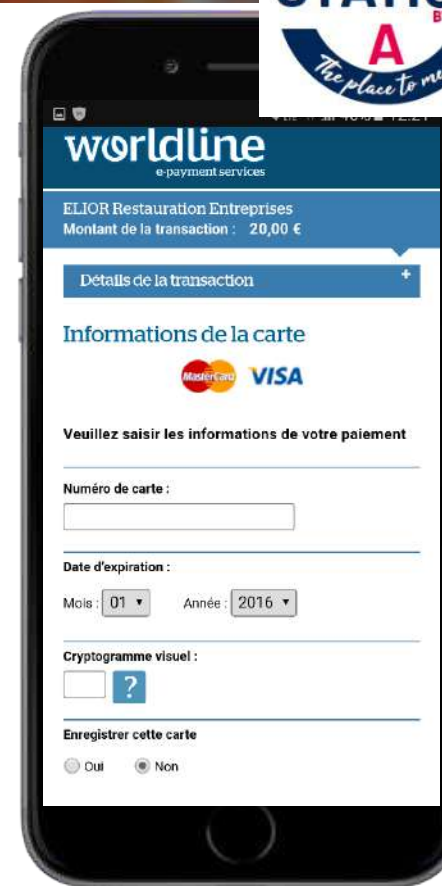 A
The place to me
worldline
e-payment services
ELIOR Restauration Entreprises
Montant de la transaction : 20,00 €
Détails de la transaction +
Informations de la carte
MasterCard VISA
Veuillez saisir les informations de votre paiement
Numéro de carte :
Date d'expiration :
Mois : 01 Année : 2016
Cryptogramme visuel :
?
Enregistrer cette carte
Oui Non